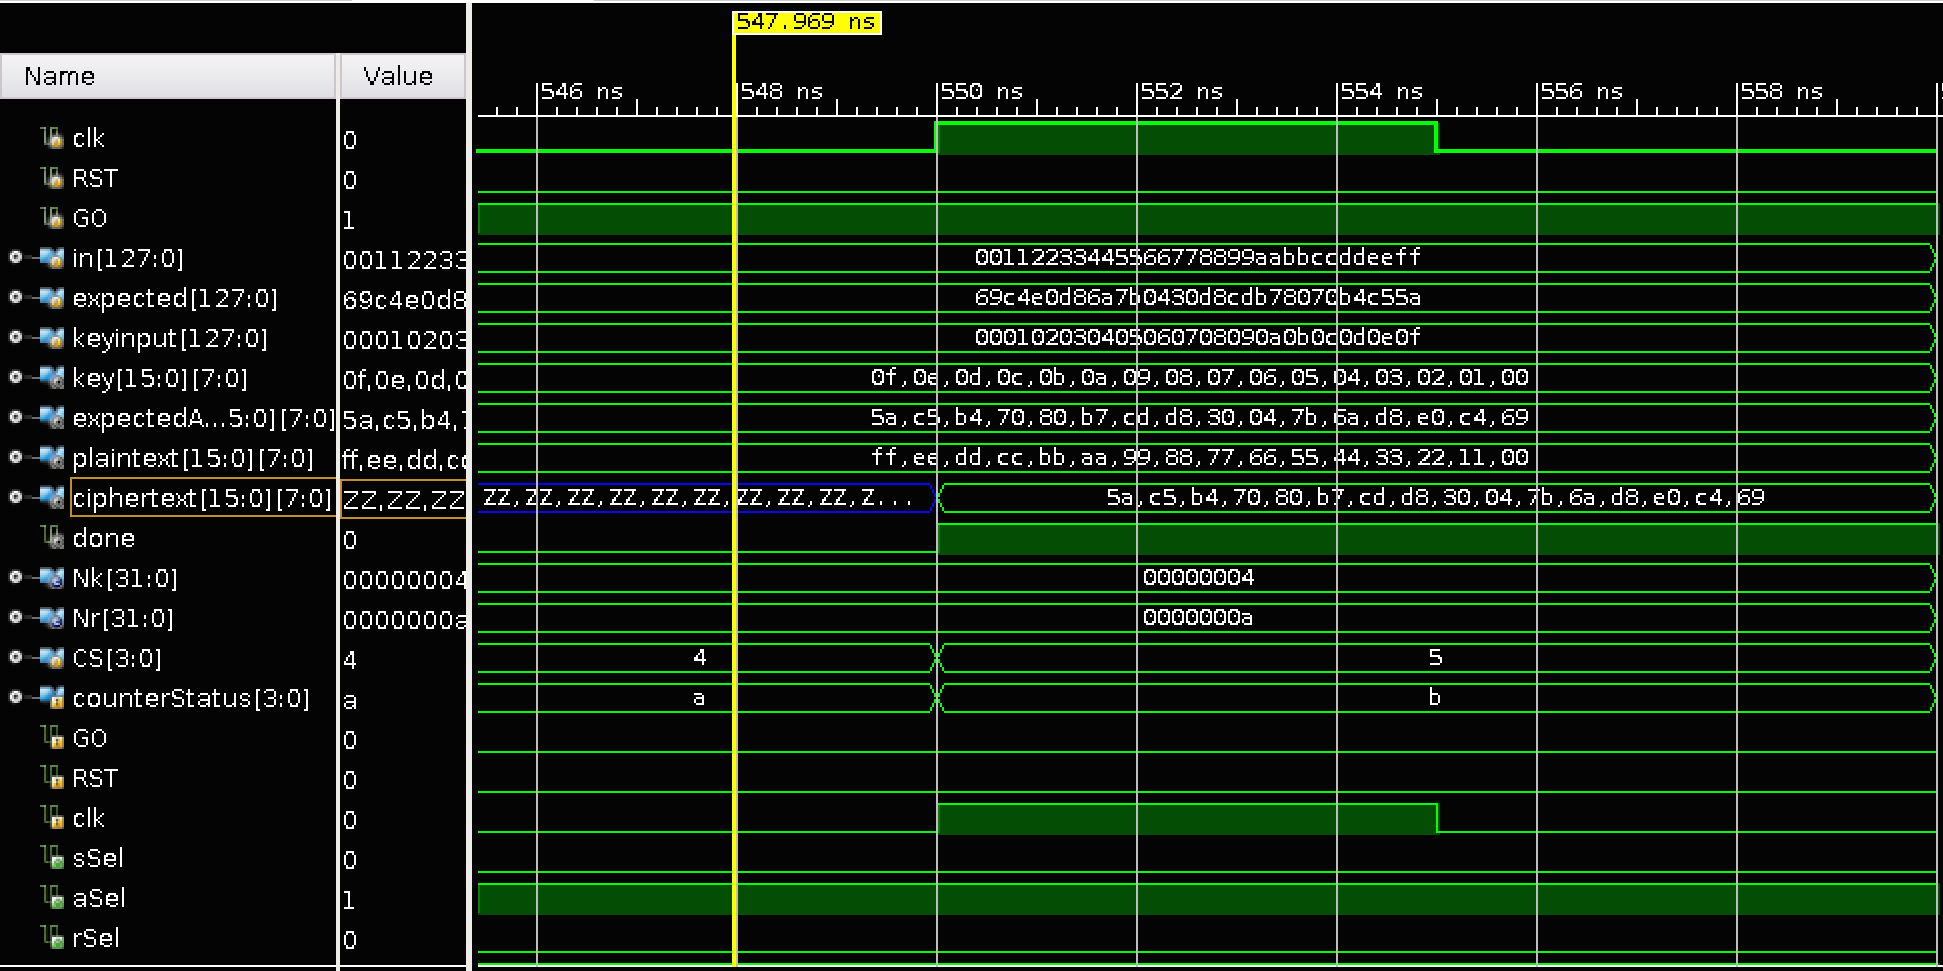 547.969 ns
Name Value
546 ns 548 ns 550 ns 552 ns 554 ns 556 ns 558 ns
clk 0
RST 0
GO 1
in[127:0] 00112233 00112233445566778899aabbccddeeff
expected[127:0] 69c4e0d8 69c4e0d86a7b0430d8cdb78070b4c55a
keyinput[127:0] 00010203 000102030405060708090a0b0c0d0e0f
key[15:0][7:0] 0f,0e,0d,0 0f,0e,0d,0c,0b,0a,09,08,07,06,05,04,03,02,01,00
expectedA...5:0][7:0] 5a,c5,b4, 5a,c5,b4,70,80,b7,cd,d8,30,04,7b,6a,d8,e0,c4,69
plaintext[15:0][7:0] ff,ee,dd,cc ff,ee,dd,cc,bb,aa,99,88,77,66,55,44,33,22,11,00
ciphertext[15:0][7:0] ZZ,ZZ,ZZ ZZ,ZZ,ZZ,ZZ,ZZ,ZZ,ZZ,ZZ,ZZ,Z... 5a,c5,b4,70,80,b7,cd,d8,30,04,7b,6a,d8,e0,c4,69
done 0
Nk[31:0] 00000004 00000004
Nr[31:0] 0000000a 0000000a
CS[3:0] 4 4 5
counterStatus[3:0] a a b
GO 0
RST 0
clk 0
sSel 0
aSel 1
rSel 0